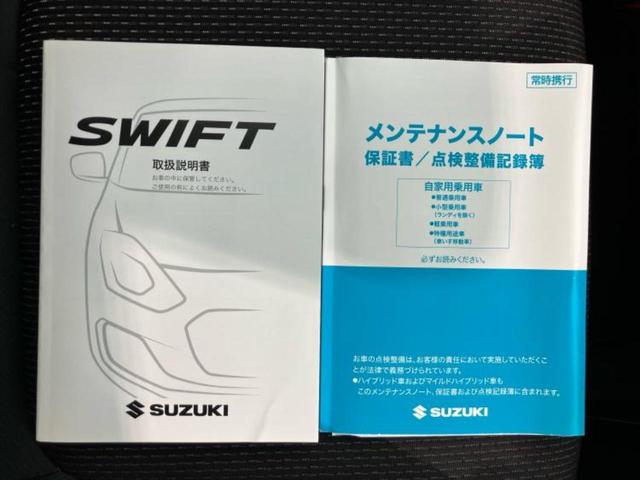 SWIFT
取扱説明書
お車の中に保管してください。
ご使用の前によくお読みください。
SUZUKI
常時携行
メンテナンスノート
保証書／点検整備記録簿
自家用乗用車
●普通乗用車
●小型乗用車
（ランディを除く）
●軽乗用車
●特種用途車
（車いす移動車）
必ずお読みください。
お車の点検整備は、お客様の責任において実施していただくこ
とが法律で義務づけられています。
●ハイブリッド車およびマイルドハイブリッド車も
このメンテナンスノート、保証書および点検記録簿に含まれます。
SUZUKI